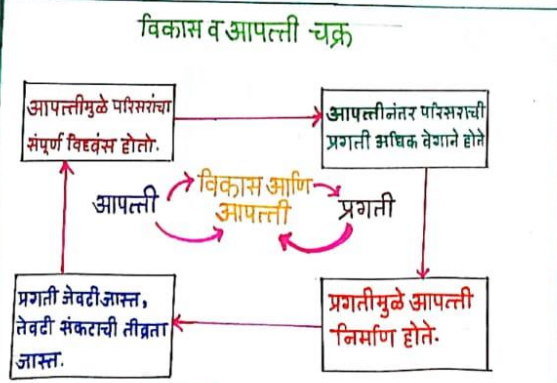 विकास व आपत्ती चक्र
आपत्तीमुळे परिसरांचा
संपूर्ण विध्वंस होतो.
आपत्तीनंतर परिसराची
प्रगती अधिक वेगाने होते
आपत्ती
विकास आणि
आपत्ती
प्रगती
प्रगती जेवढी जास्त,
तेवढी संकटाची तीव्रता
जास्त.
प्रगतीमुळे आपत्ती
निर्माण होते.